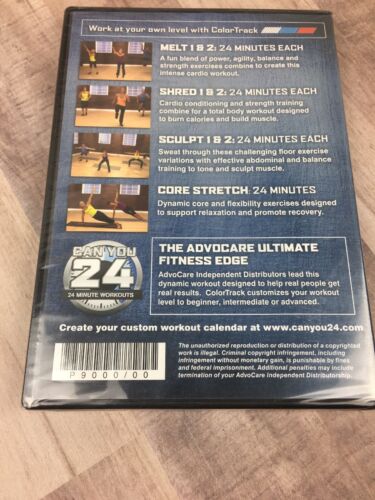 Work at your own level with ColorTrack
MELT 1 & 2: 24 MINUTES EACH
A fun blend of power, agility, balance and
strength exercises combine to create this
intense cardio workout.
SHRED 1 & 2: 24 MINUTES EACH
Cardio conditioning and strength training
combine for a total body workout designed
to burn calories and build muscle.
SCULPT 1 & 2: 24 MINUTES EACH
Sweat through these challenging floor exercise
variations with effective abdominal and balance
training to tone and sculpt muscle.
CORE STRETCH: 24 MINUTES
Dynamic core and flexibility exercises designed
to support relaxation and promote recovery.
CAN YOU
24
24 MINUTE WORKOUTS
THE ADVOCARE ULTIMATE
FITNESS EDGE
AdvoCare Independent Distributors lead this
dynamic workout designed to help real people get
real results. ColorTrack customizes your workout
level to beginner, intermediate or advanced.
Create your custom workout calendar at www.canyou24.com
The unauthorized reproduction or distribution of a copyrighted
work is illegal. Criminal copyright infringement, including
infringement without monetary gain, is punishable by fines
and federal imprisonment. Additional penalties may include
termination of your AdvoCare Independent Distributorship.
P9000/00